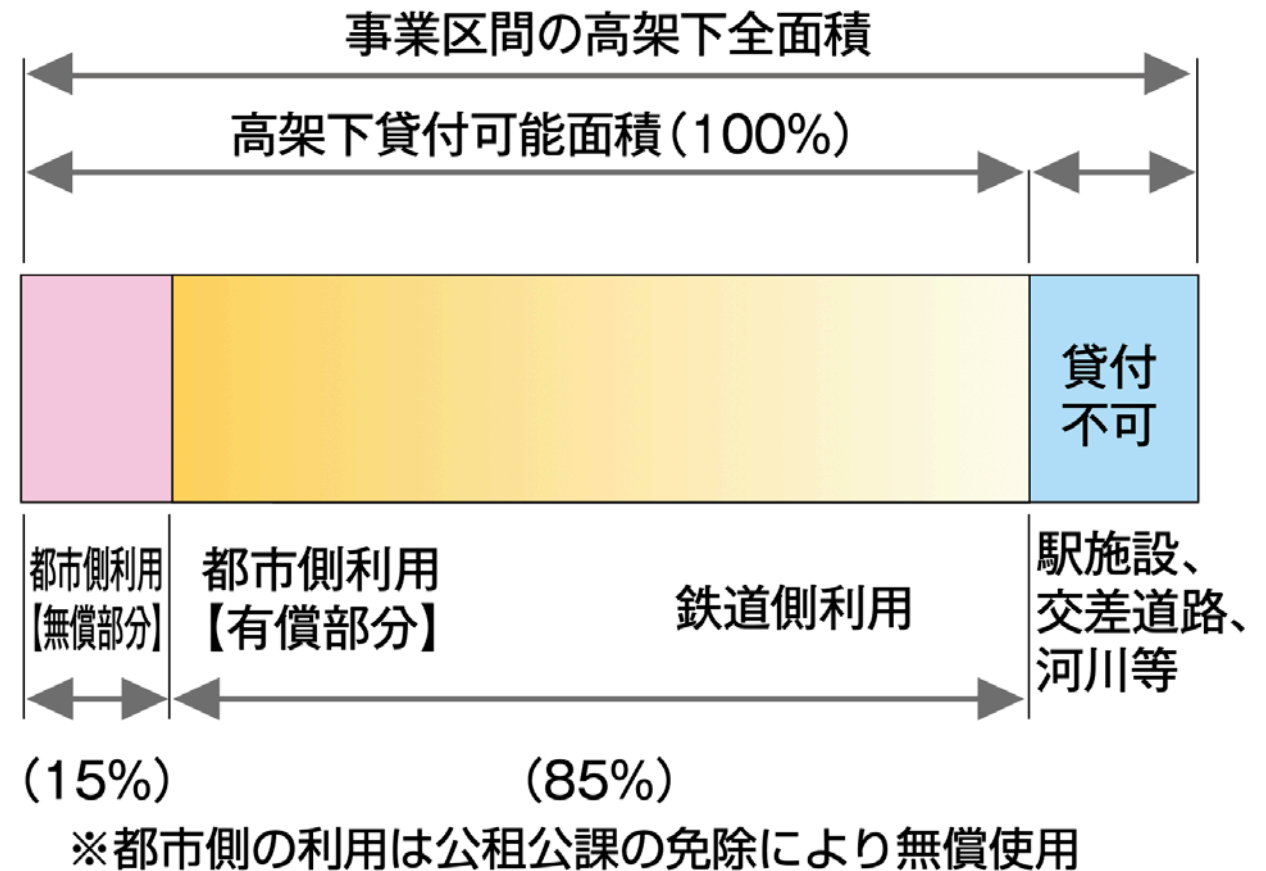 事業区間の高架下全面積
高架下貸付可能面積(100%)
貸付
不可
都市側利用
【無償部分】
都市側利用
【有償部分】
鉄道側利用
駅施設、
交差道路、
河川等
(15%)
(85%)
※都市側の利用は公租公課の免除により無償使用